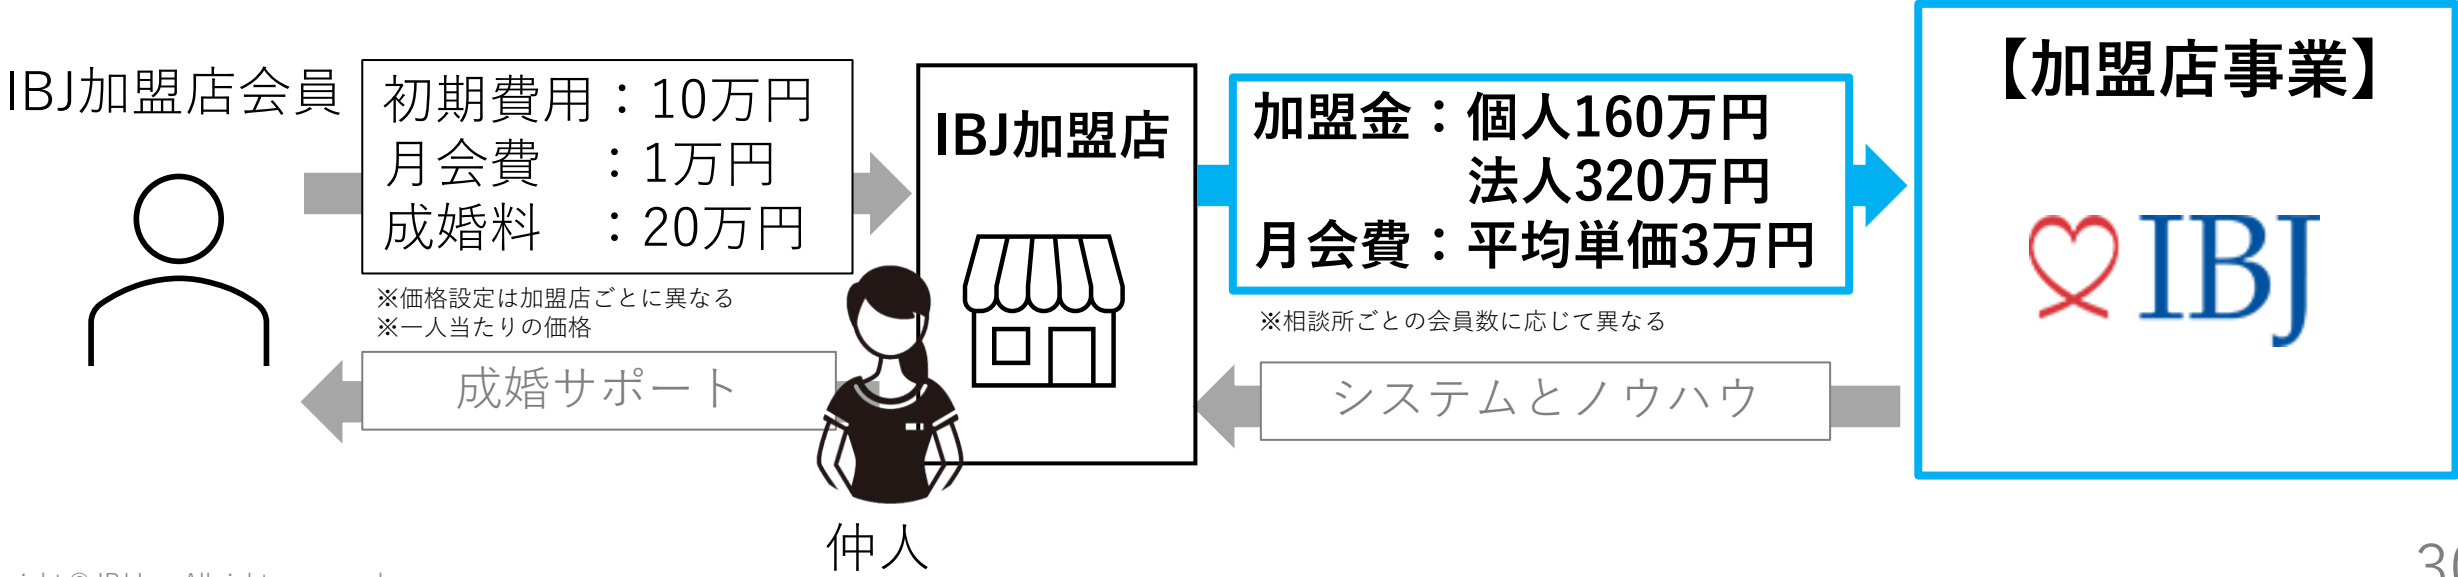 IBJ加盟店会員
初期費用：10万円
月会費　：1万円
成婚料　：20万円
※価格設定は加盟店ごとに異なる
※一人当たりの価格
成婚サポート
仲人
IBJ加盟店
加盟金：個人160万円
法人320万円
月会費：平均単価3万円
※相談所ごとの会員数に応じて異なる
システムとノウハウ
【加盟店事業】
IBJ